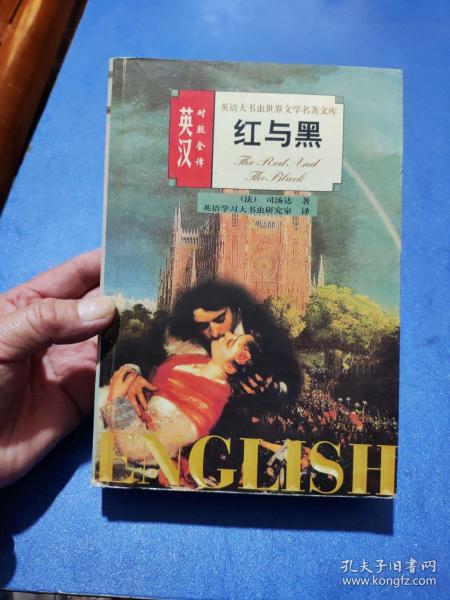 英语大书虫世界文学名著文库
英汉
对照全译
红与黑
The Red And
The Black
（法） 司汤达 著
英语学习大书虫研究室 译
ENGLISH
孔夫子旧书网
www.kongfz.com